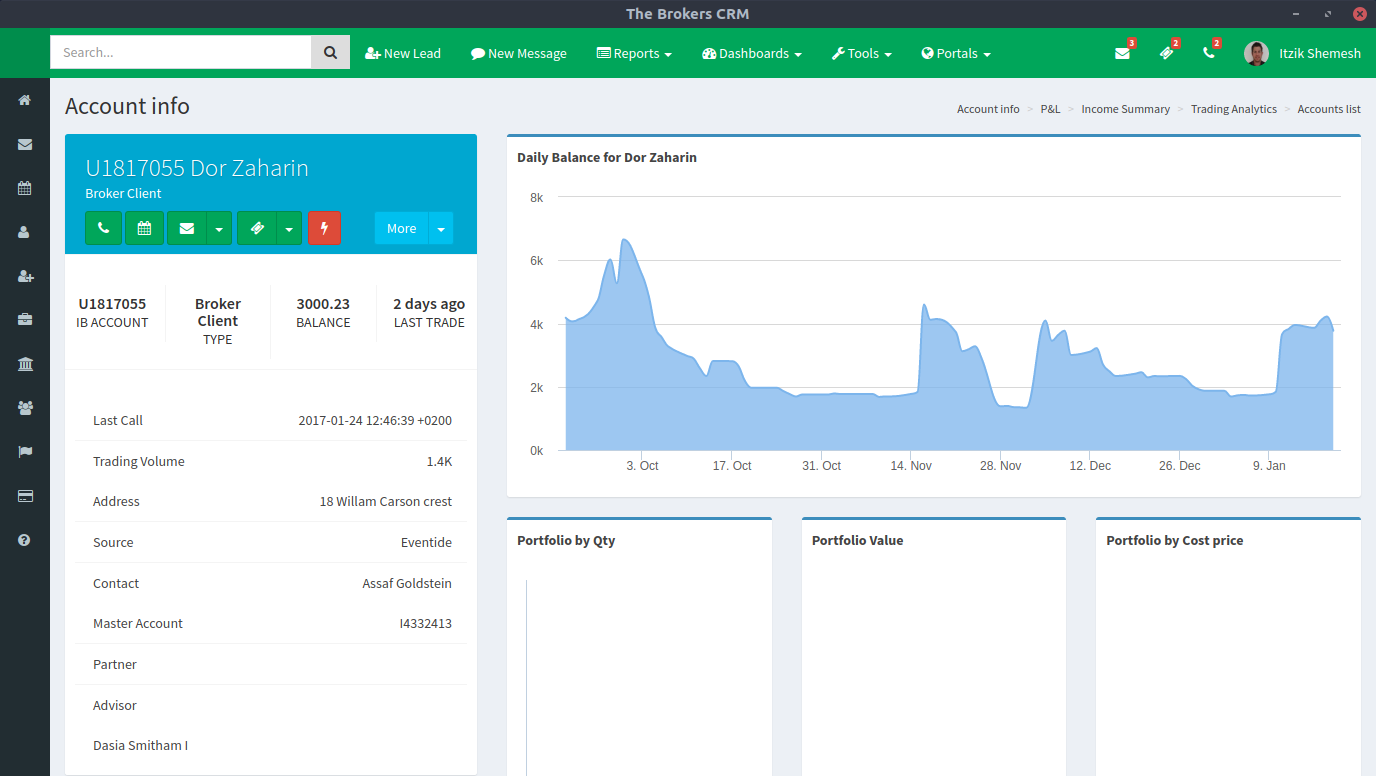 The Brokers CRM
Search...
New Lead
New Message
Reports
Dashboards
Tools
Portals
3
2
2
Itzik Shemesh
Account info
Account info > P&L > Income Summary > Trading Analytics > Accounts list
U1817055 Dor Zaharin
Broker Client
More
U1817055
IB ACCOUNT
Broker
Client
TYPE
3000.23
BALANCE
2 days ago
LAST TRADE
Last Call 2017-01-24 12:46:39 +0200
Trading Volume 1.4K
Address 18 Willam Carson crest
Source Eventide
Contact Assaf Goldstein
Master Account I4332413
Partner
Advisor
Dasia Smitham I
Daily Balance for Dor Zaharin
8k
6k
4k
2k
0k
3. Oct 17. Oct 31. Oct 14. Nov 28. Nov 12. Dec 26. Dec 9. Jan
Portfolio by Qty
Portfolio Value
Portfolio by Cost price